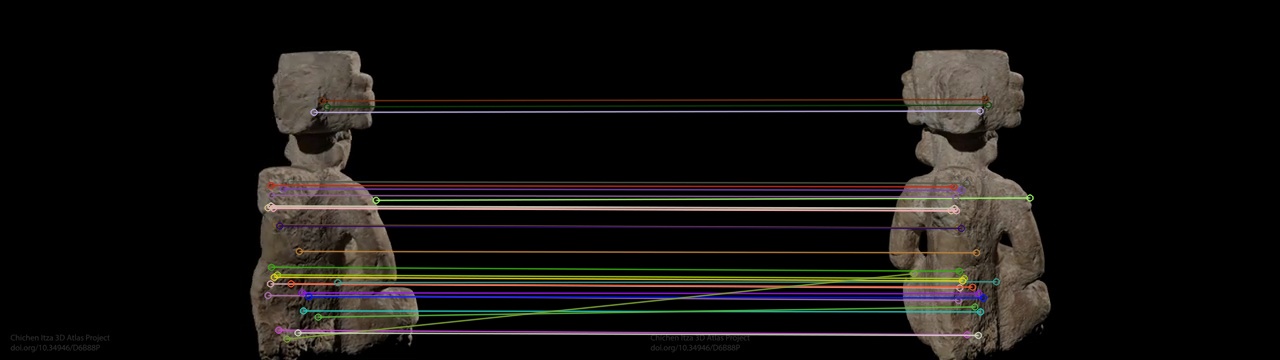 Chichen Itza 3D Atlas Project
doi.org/10.34946/D6B88P
Chichen Itza 3D Atlas Project
doi.org/10.34946/D6B88P